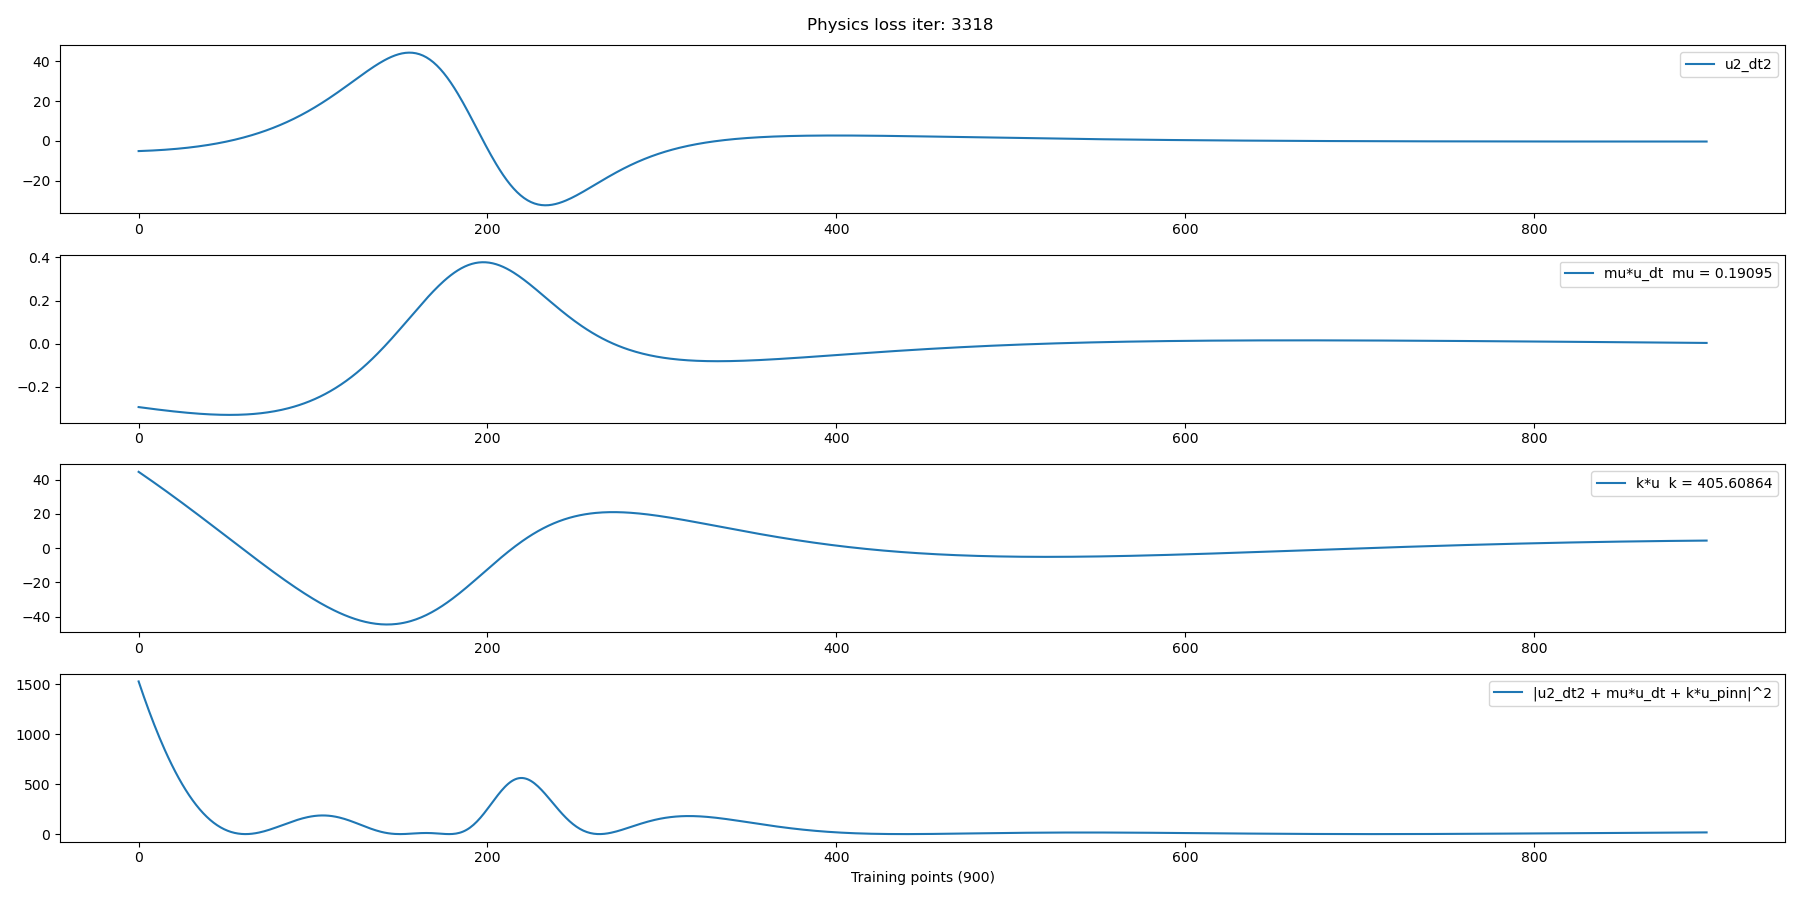 Physics loss iter: 3318
40
20
0
−20
u2_dt2
0 200 400 600 800
0.4
0.2
0.0
−0.2
mu*u_dt  mu = 0.19095
0 200 400 600 800
40
20
0
−20
−40
k*u  k = 405.60864
0 200 400 600 800
1500
1000
500
0
|u2_dt2 + mu*u_dt + k*u_pinn|^2
0 200 400 600 800
Training points (900)